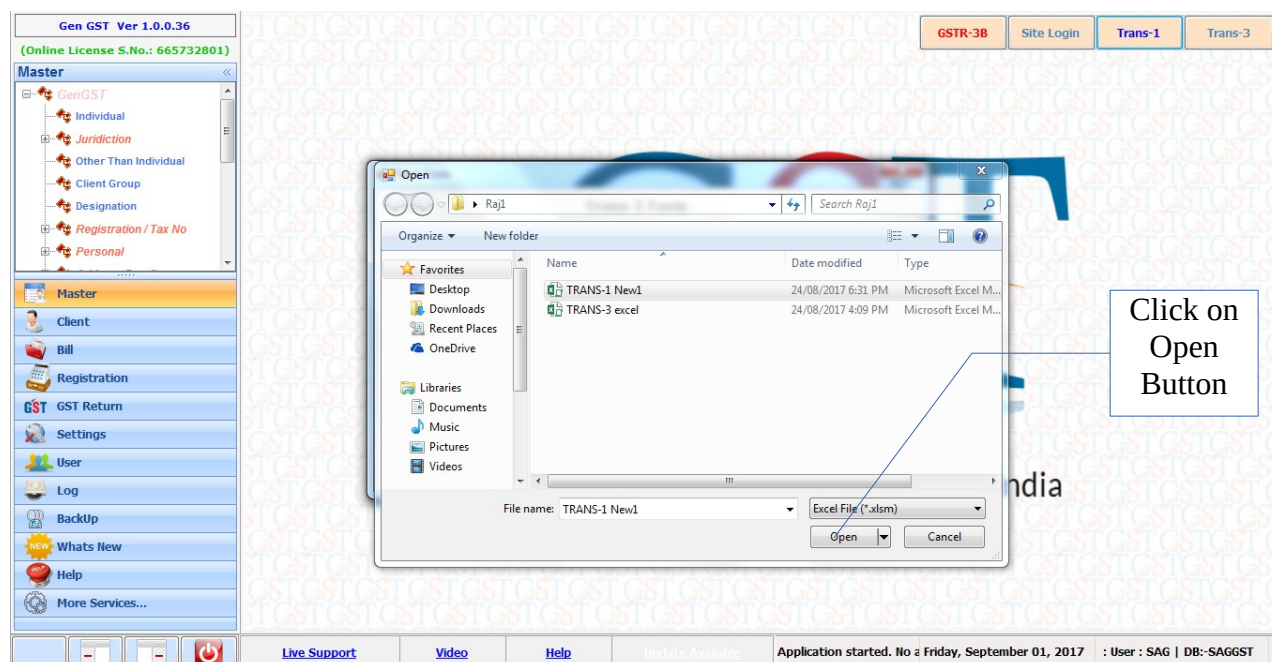 Gen GST Ver 1.0.0.36
(Online License S.No.: 665732801)
GSTR-3B
Site Login
Trans-1
Trans-3
Master
GenGST
Individual
Juridiction
Other Than Individual
Client Group
Designation
Registration / Tax No
Personal
Master
Client
Bill
Registration
GST GST Return
Settings
User
Log
BackUp
NEW Whats New
Help
More Services...
Open
Trans 1 Form
Raj1
Search Raj1
Organize
New folder
Name
Date modified
Type
Favorites
Desktop
Downloads
Recent Places
OneDrive
Libraries
Documents
Music
Pictures
Videos
TRANS-1 New1
24/08/2017 6:31 PM
Microsoft Excel M...
TRANS-3 excel
24/08/2017 4:09 PM
Microsoft Excel M...
File name:
TRANS-1 New1
Excel File (*.xlsm)
Open
Cancel
Click on
Open
Button
ndia
Live Support
Video
Help
Update Available
Application started. No a
Friday, September 01, 2017
: User : SAG | DB:-SAGGST